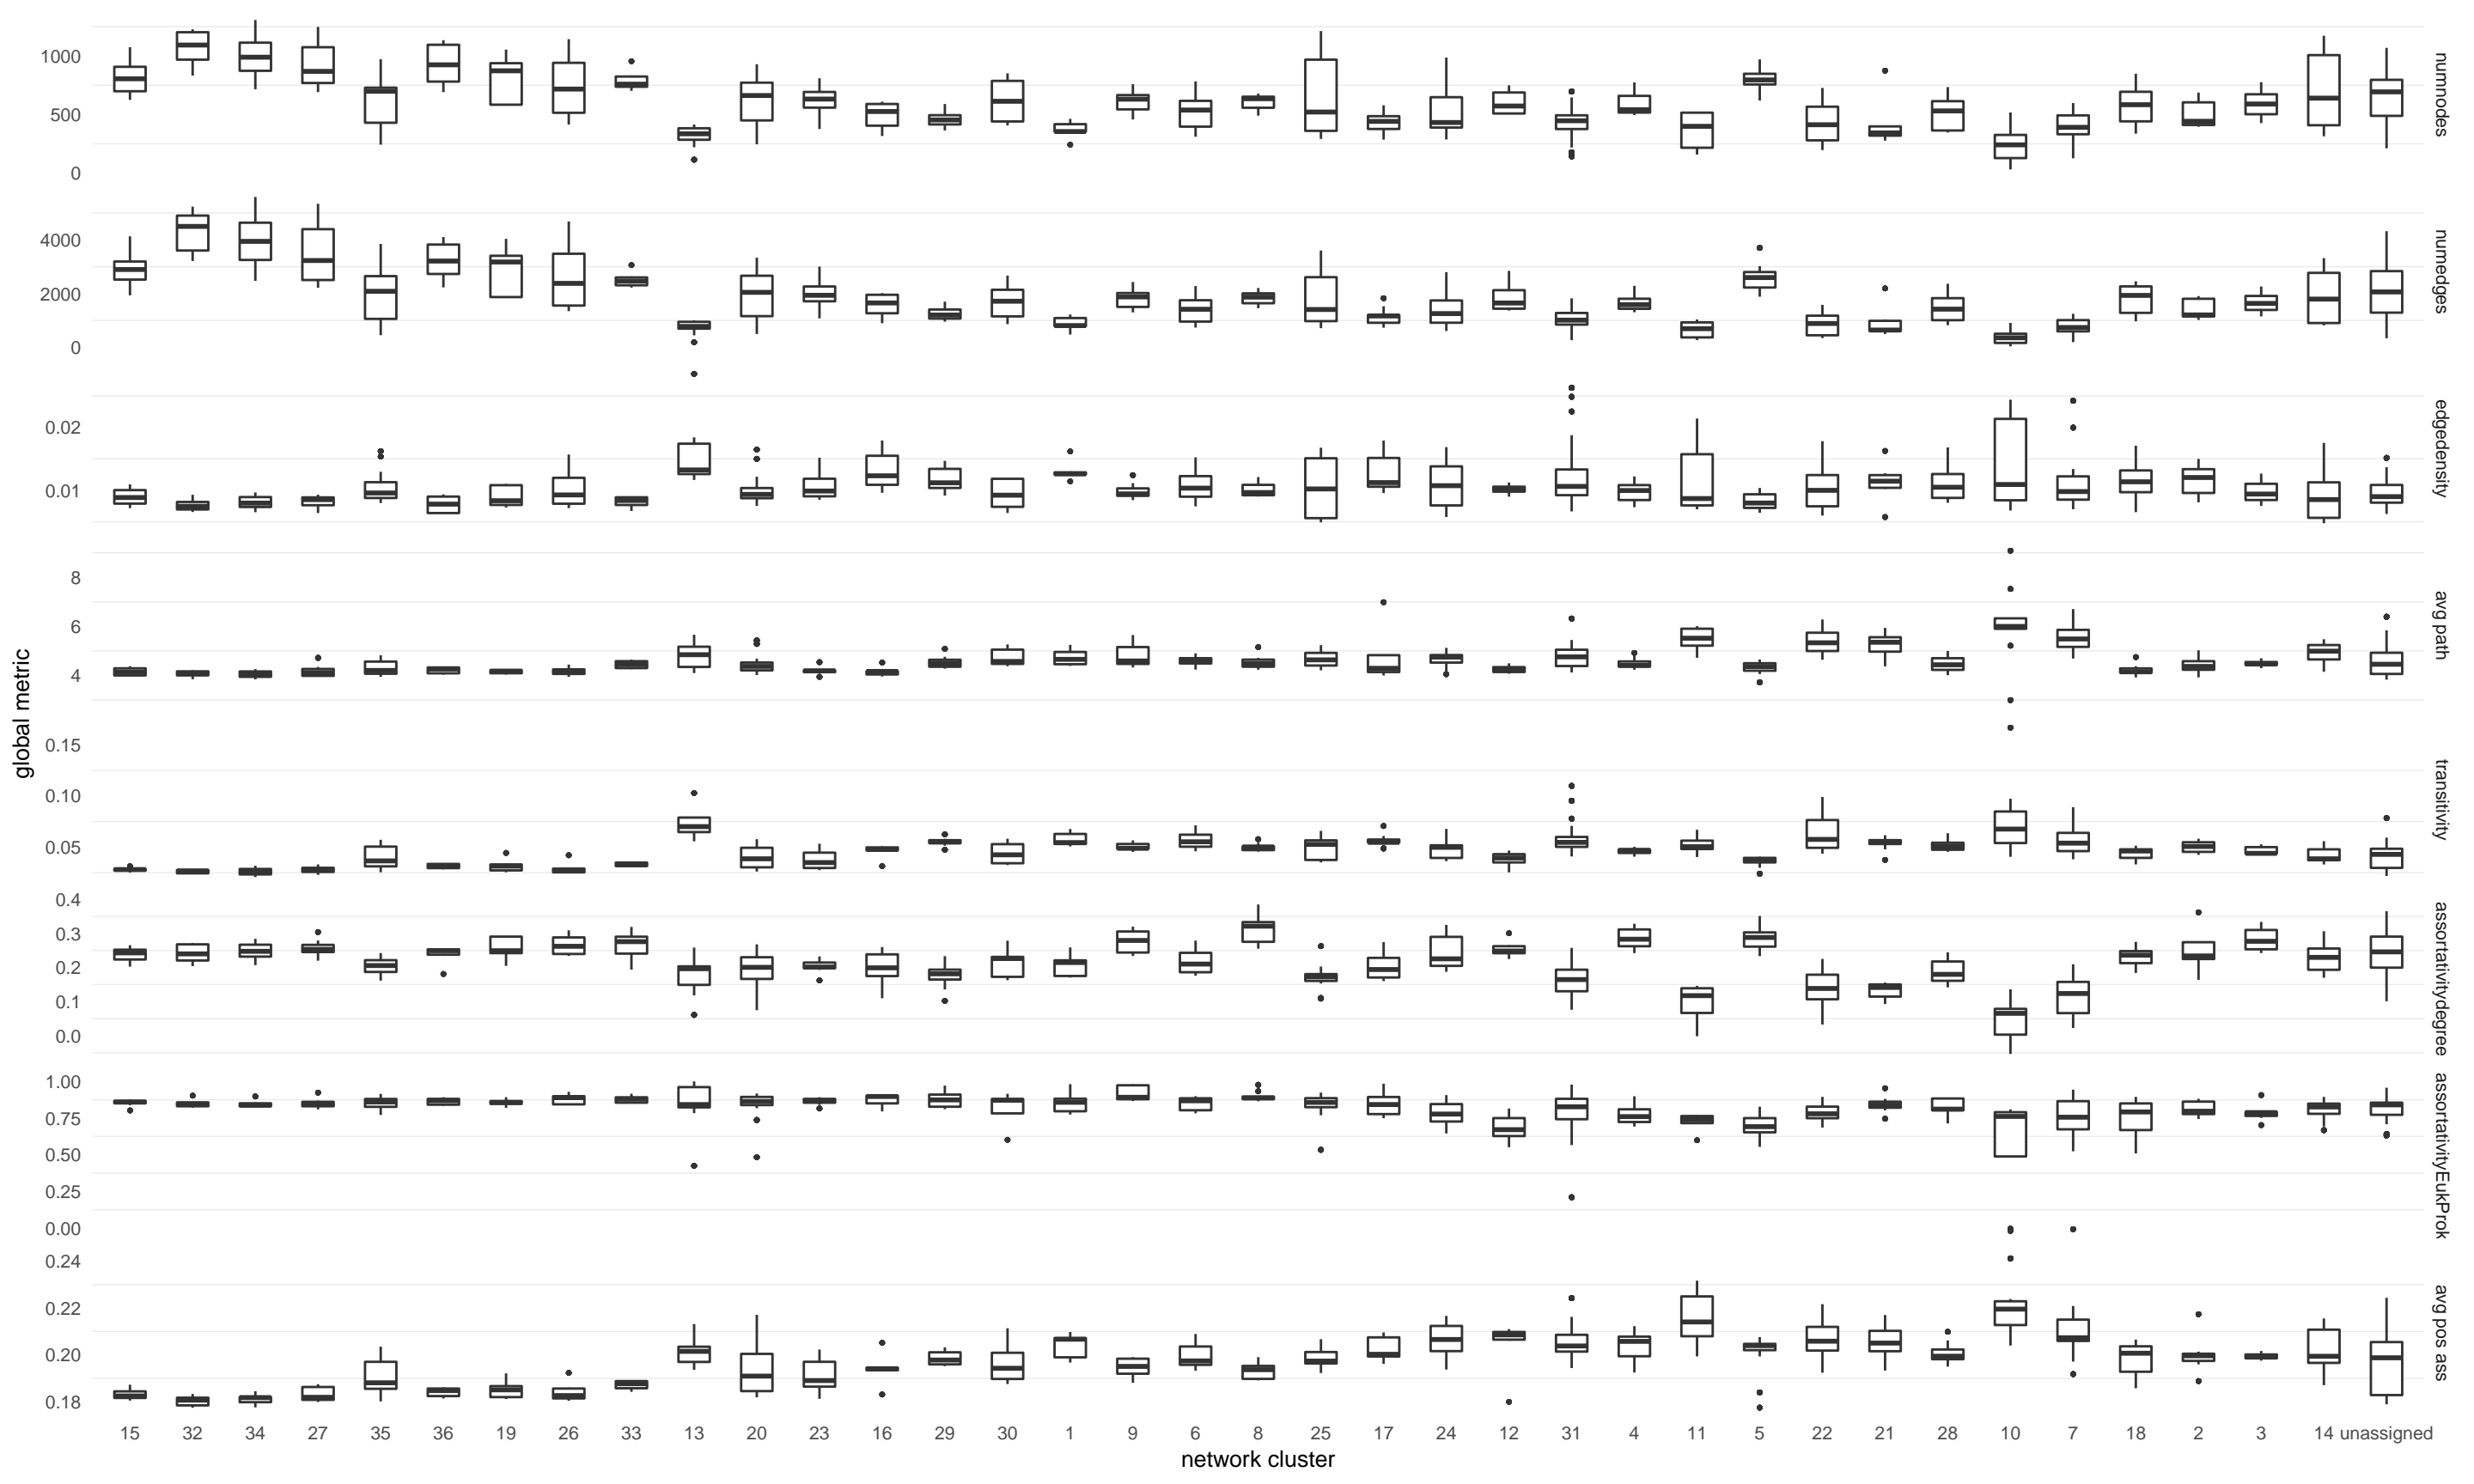 1000
500
0
numnodes
4000
2000
0
numedges
0.02
0.01
edgedensity
8
6
4
avg path
global metric
0.15
0.10
0.05
transitivity
0.4
0.3
0.2
0.1
0.0
assortativitydegree
1.00
0.75
0.50
0.25
0.00
assortativityEukProk
0.24
0.22
0.20
0.18
avg pos ass
15 32 34 27 35 36 19 26 33 13 20 23 16 29 30 1 9 6 8 25 17 24 12 31 4 11 5 22 21 28 10 7 18 2 3 14 unassigned
network cluster